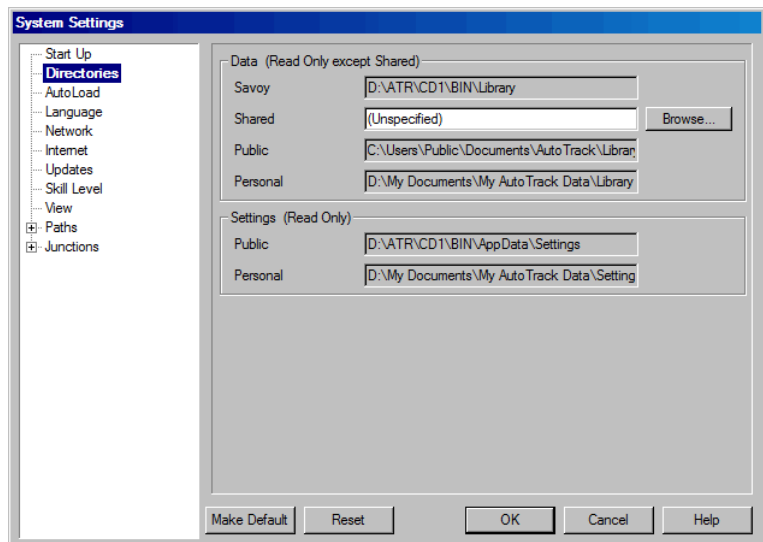 System Settings
Start Up
Directories
AutoLoad
Language
Network
Internet
Updates
Skill Level
View
Paths
Junctions
Data (Read Only except Shared)
Savoy D:\ATR\CD1\BIN\Library
Shared (Unspecified) Browse...
Public C:\Users\Public\Documents\AutoTrack\Librar
Personal D:\My Documents\My AutoTrack Data\Library
Settings (Read Only)
Public D:\ATR\CD1\BIN\AppData\Settings
Personal D:\My Documents\My AutoTrack Data\Setting
Make Default Reset OK Cancel Help